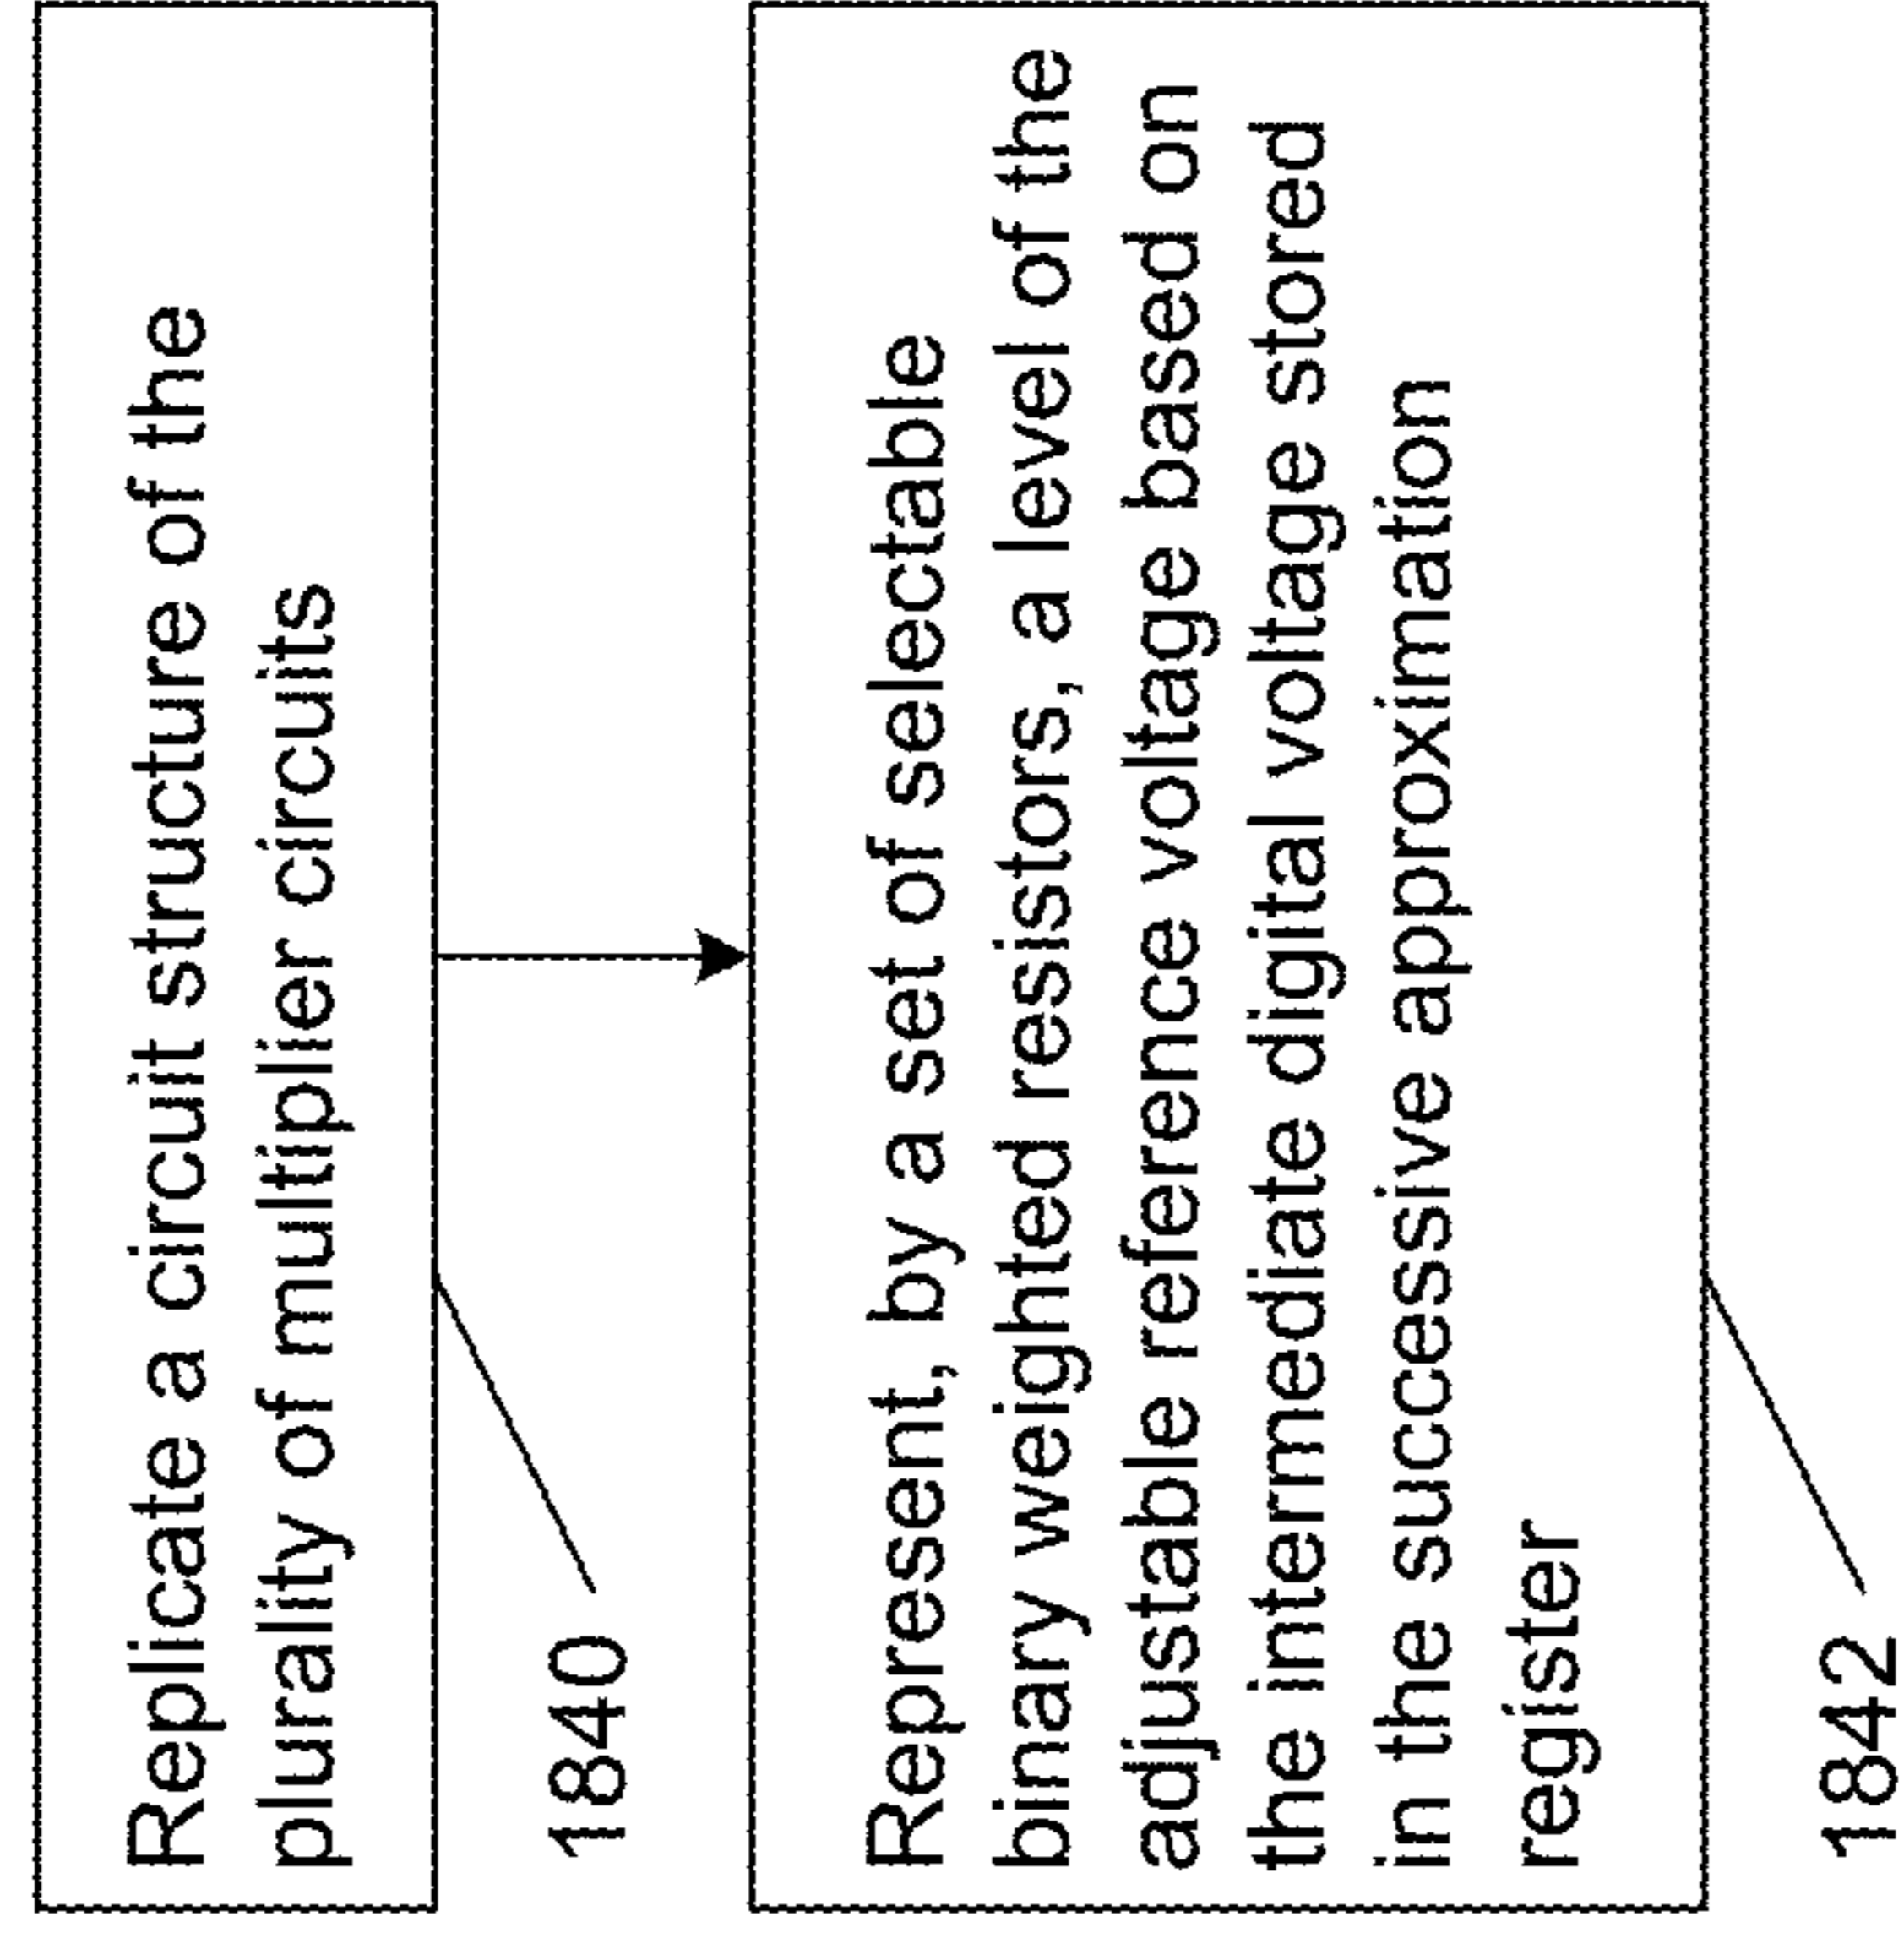 Replicate a circuit structure of the
plurality of multiplier circuits
1840
Represent, by a set of selectable
binary weighted resistors, a level of the
adjustable reference voltage based on
the intermediate digital voltage stored
in the successive approximation
register
1842